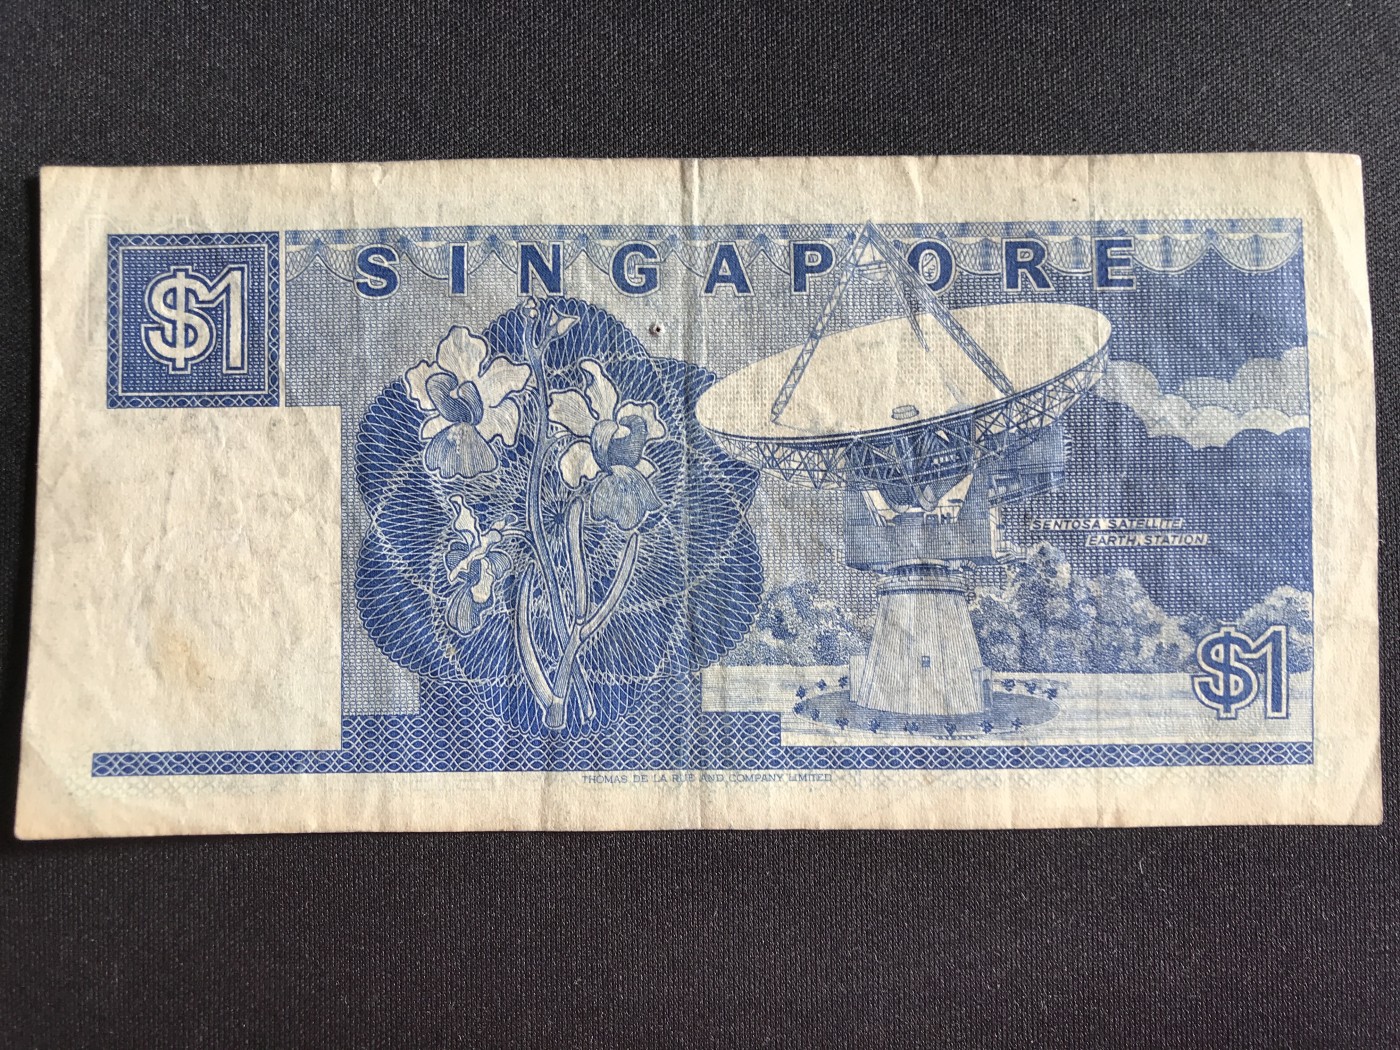 $1
SINGAPORE
SENTOSA SATELLITE
EARTH STATION
$1
THOMAS DE LA RUE AND COMPANY LIMITED